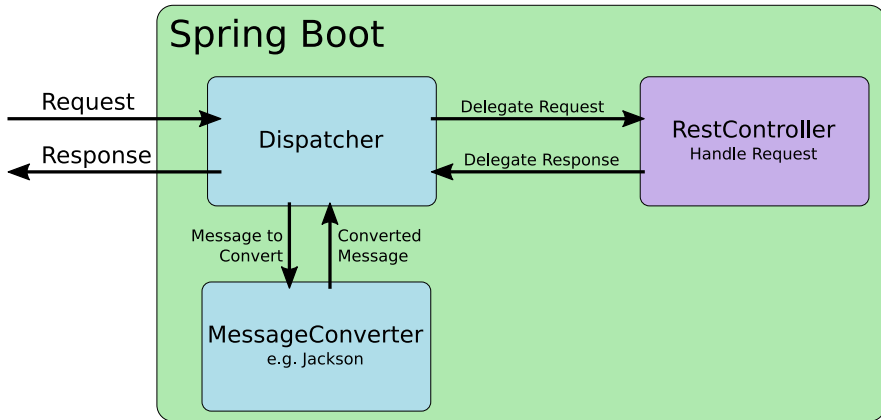 Spring Boot
Request
Response
Dispatcher
Delegate Request
Delegate Response
RestController
Handle Request
Message to
Convert
Converted
Message
MessageConverter
e.g. Jackson